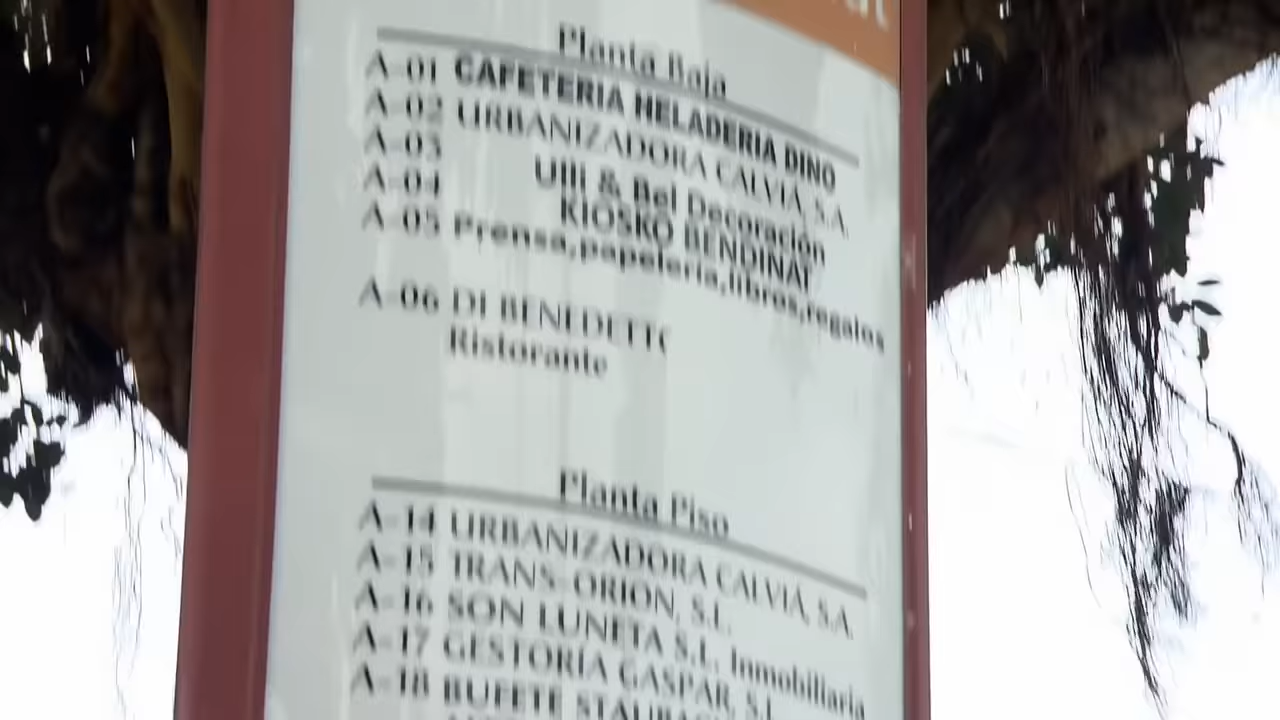 Planta Baja
A-01 CAFETERIA HELADERIA DINO
A-02 URBANIZADORA CALVIÁ, S.A.
A-03 Ulli & Bel Decoración
A-04 KIOSKO BENDINAT
A-05 Prensa,papeleria,libros,regalos
A-06 DI BENEDETTO
Ristorante
Planta Piso
A-14 URBANIZADORA CALVIÁ, S.A.
A-15 TRANS-ORION, S.L.
A-16 SON LUNETA S.L. Inmobiliaria
A-17 GESTORÍA GASPAR, S.L.
A-18 BUFETE